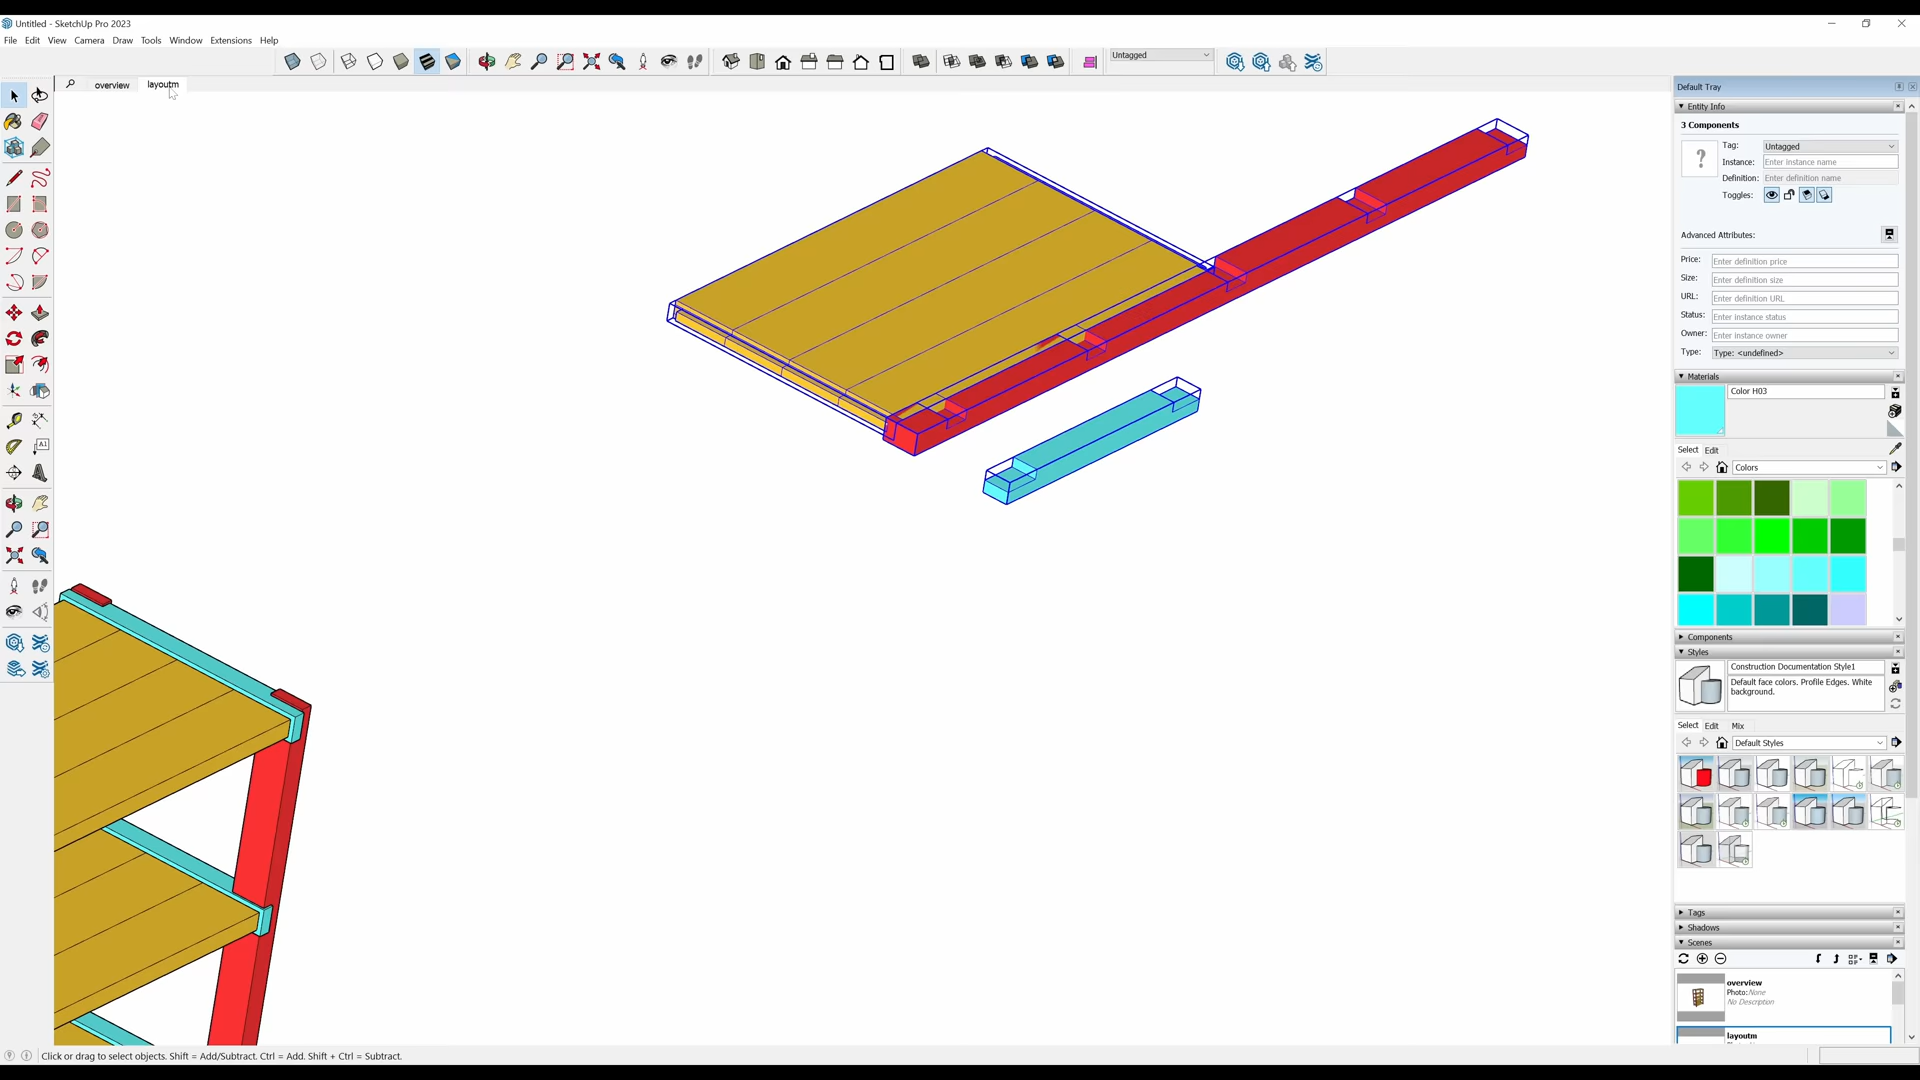 Untitled - SketchUp Pro 2023
File Edit View Camera Draw Tools Window Extensions Help
Untagged
overview layoutm
Default Tray
Entity Info
3 Components
Tag: Untagged
?
Instance: Enter instance name
Definition: Enter definition name
Toggles:
Advanced Attributes:
Price: Enter definition price
Size: Enter definition size
URL: Enter definition URL
Status: Enter instance status
Owner: Enter instance owner
Type: Type: <undefined>
Materials
Color H03
Select Edit
Colors
Components
Styles
Construction Documentation Style1
Default face colors. Profile Edges. White
background.
Select Edit Mix
Default Styles
Tags
Shadows
Scenes
overview
Photo: None
No Description
layoutm
Click or drag to select objects. Shift = Add/Subtract. Ctrl = Add. Shift + Ctrl = Subtract.